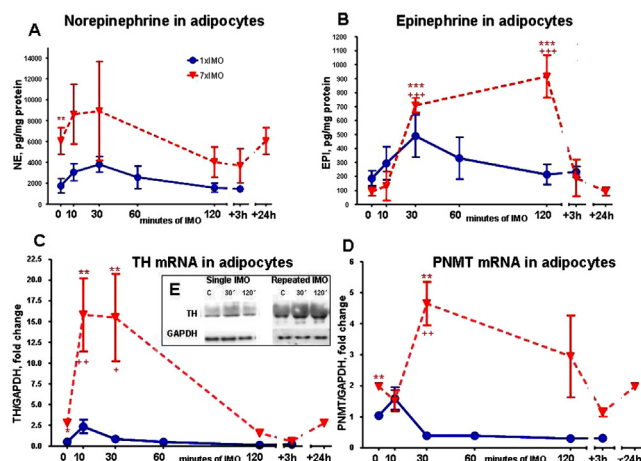 Norepinephrine in adipocytes
A
NE, pg/mg protein
14000
12000
10000
8000
6000
4000
2000
0
1xIMO
7xIMO
**
0 10 30 60 120 +3h +24h
minutes of IMO
Epinephrine in adipocytes
B
EPI, pg/mg protein
1200
1100
1000
900
800
700
600
500
400
300
200
100
0
***
+++
***
+++
0 10 30 60 120 +3h +24h
minutes of IMO
C
TH mRNA in adipocytes
TH/GAPDH, fold change
22.5
20.0
17.5
15.0
12.5
10.0
7.5
5.0
2.5
0.0
** **
++ +
*
0 10 30 60 120 +3h +24h
minutes of IMO
E
Single IMO Repeated IMO
C 30´ 120´ C 30´ 120´
TH
GAPDH
D
PNMT mRNA in adipocytes
PNMT/GAPDH, fold change
6
5
4
3
2
1
0
**
**
++
0 10 30 60 120 +3h +24h
minutes of IMO